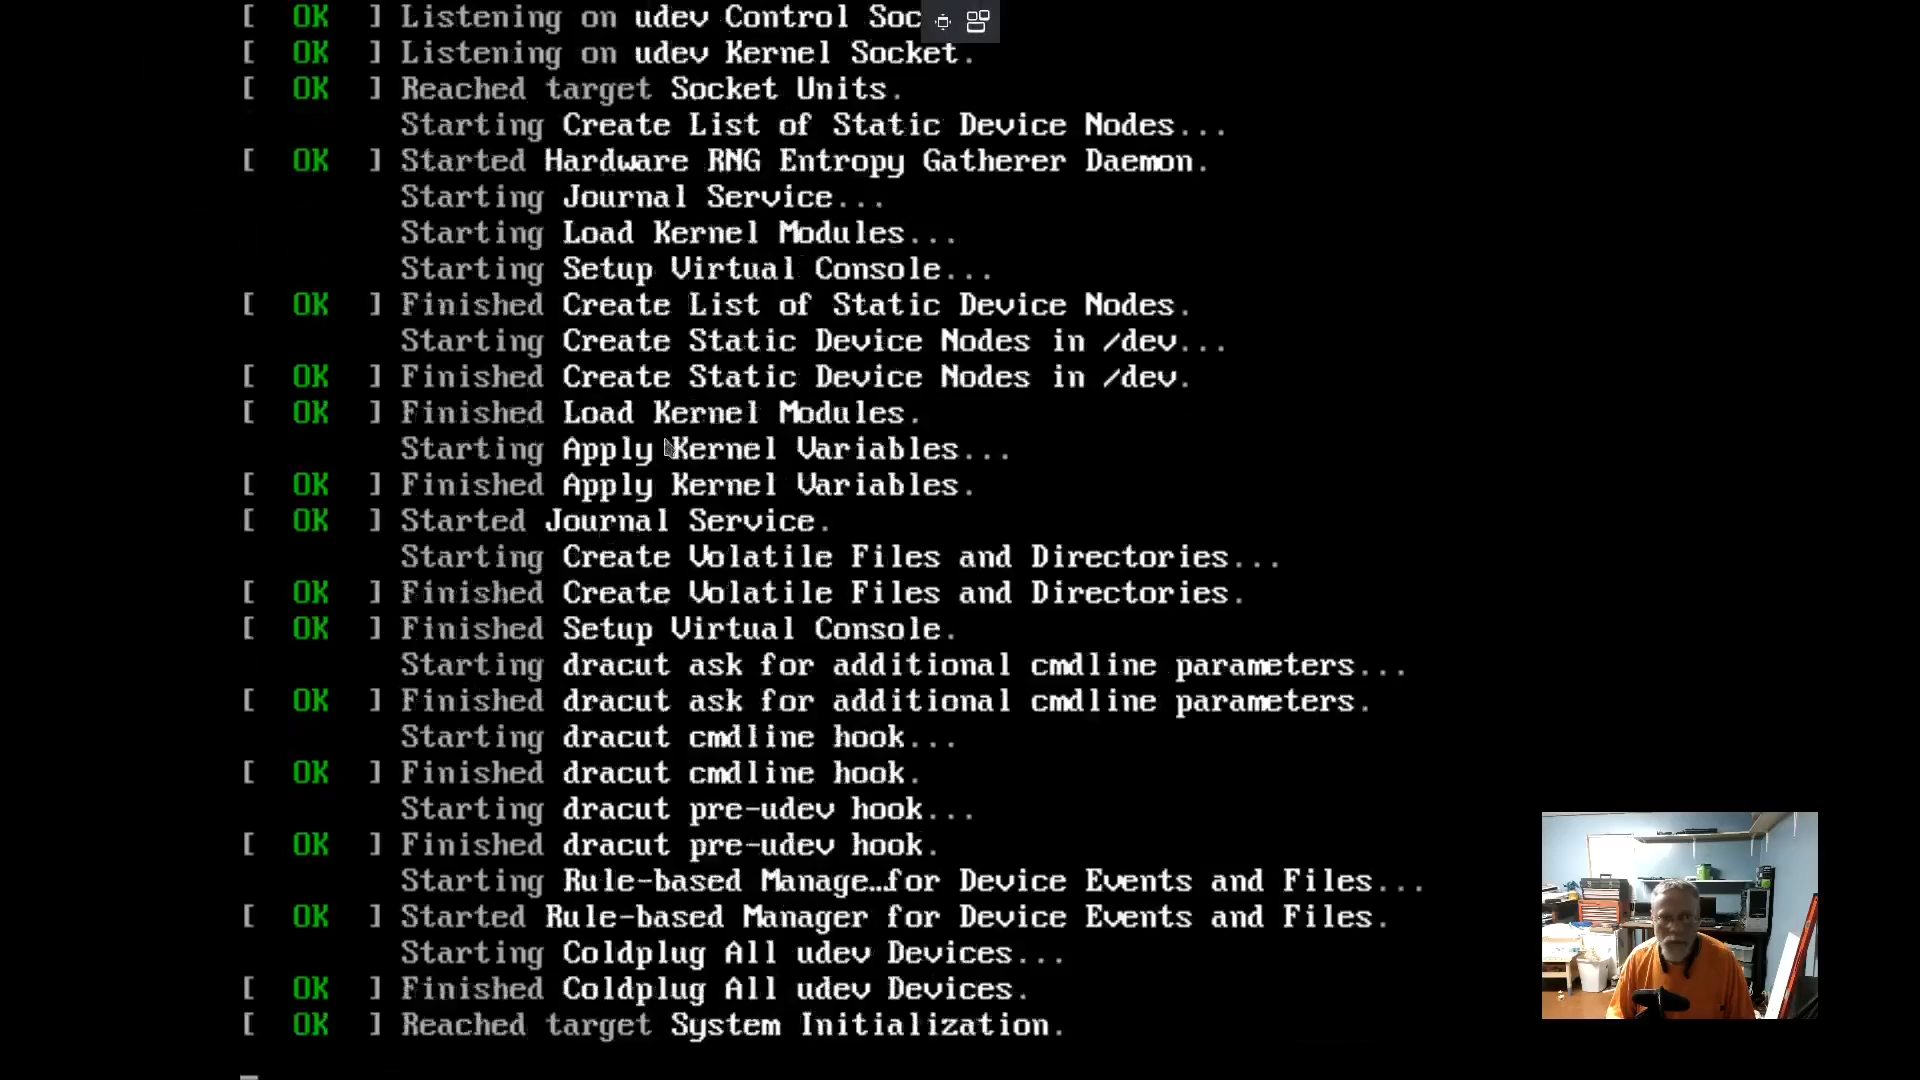 [  OK  ] Listening on udev Control Soc
[  OK  ] Listening on udev Kernel Socket.
[  OK  ] Reached target Socket Units.
Starting Create List of Static Device Nodes...
[  OK  ] Started Hardware RNG Entropy Gatherer Daemon.
Starting Journal Service...
Starting Load Kernel Modules...
Starting Setup Virtual Console...
[  OK  ] Finished Create List of Static Device Nodes.
Starting Create Static Device Nodes in /dev...
[  OK  ] Finished Create Static Device Nodes in /dev.
[  OK  ] Finished Load Kernel Modules.
Starting Apply Kernel Variables...
[  OK  ] Finished Apply Kernel Variables.
[  OK  ] Started Journal Service.
Starting Create Volatile Files and Directories...
[  OK  ] Finished Create Volatile Files and Directories.
[  OK  ] Finished Setup Virtual Console.
Starting dracut ask for additional cmdline parameters...
[  OK  ] Finished dracut ask for additional cmdline parameters.
Starting dracut cmdline hook...
[  OK  ] Finished dracut cmdline hook.
Starting dracut pre-udev hook...
[  OK  ] Finished dracut pre-udev hook.
Starting Rule-based Manage…for Device Events and Files...
[  OK  ] Started Rule-based Manager for Device Events and Files.
Starting Coldplug All udev Devices...
[  OK  ] Finished Coldplug All udev Devices.
[  OK  ] Reached target System Initialization.